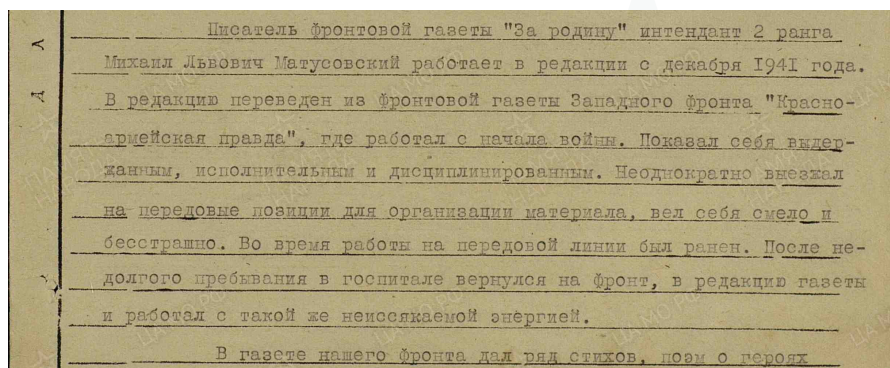 Писатель фронтовой газеты "За родину" интендант 2 ранга
Михаил Львович Матусовский работает в редакции с декабря 1941 года.
В редакцию переведен из фронтовой газеты Западного фронта "Красно-
армейская правда", где работал с начала войны. Показал себя выдер-
жанным, исполнительным и дисциплинированным. Неоднократно выезжал
на передовые позиции для организации материала, вел себя смело и
бесстрашно. Во время работы на передовой линии был ранен. После не-
долгого пребывания в госпитале вернулся на фронт, в редакцию газеты
и работал с такой же неиссякаемой энергией.
В газете нашего фронта дал ряд стихов, поэм о героях